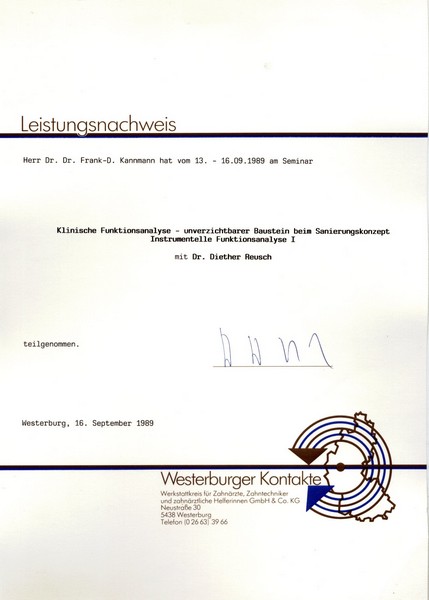 Leistungsnachweis
Herr Dr. Dr. Frank-D. Kannmann hat vom 13. - 16.09.1989 am Seminar
Klinische Funktionsanalyse - unverzichtbarer Baustein beim Sanierungskonzept
Instrumentelle Funktionsanalyse I
mit Dr. Diether Reusch
teilgenommen.
Westerburg, 16. September 1989
Westerburger Kontakte
Werkstattkreis für Zahnärzte, Zahntechniker
und zahnärztliche Helferinnen GmbH & Co. KG
Neustraße 30
5438 Westerburg
Telefon (0 26 63) 39 66